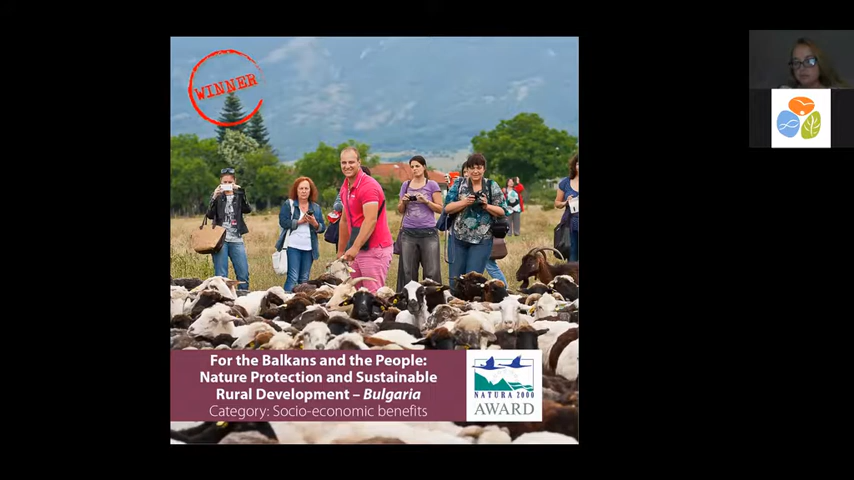 WINNER
For the Balkans and the People:
Nature Protection and Sustainable
Rural Development – Bulgaria
Category: Socio-economic benefits
NATURA 2000
AWARD